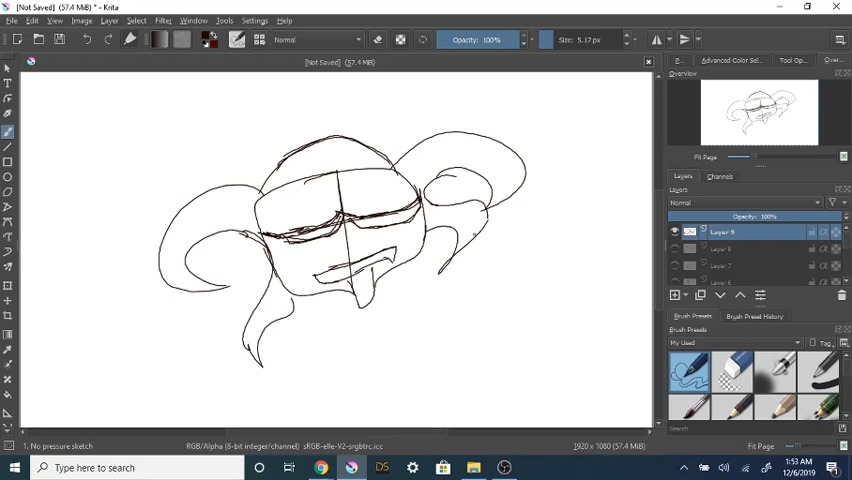 [Not Saved] (57.4 MiB) * - Krita
File Edit View Image Layer Select Filter Window Tools Settings Help
Normal Opacity: 100% Size: 5.17 px
[Not Saved] (57.4 MiB)
P... Advanced Color Sel... Tool Op... Over...
Overview
Fit Page
Layers Channels
Layers
Normal
Opacity: 100%
Layer 9
Layer 8
Layer 7
Layer 6
Brush Presets Brush Preset History
Brush Presets
My Used Tag
Search
1. No pressure sketch RGB/Alpha (8-bit integer/channel) sRGB-elle-V2-srgbtrc.icc 1920 x 1080 (57.4 MiB) Fit Page
Type here to search DS 1:53 AM
12/6/2019